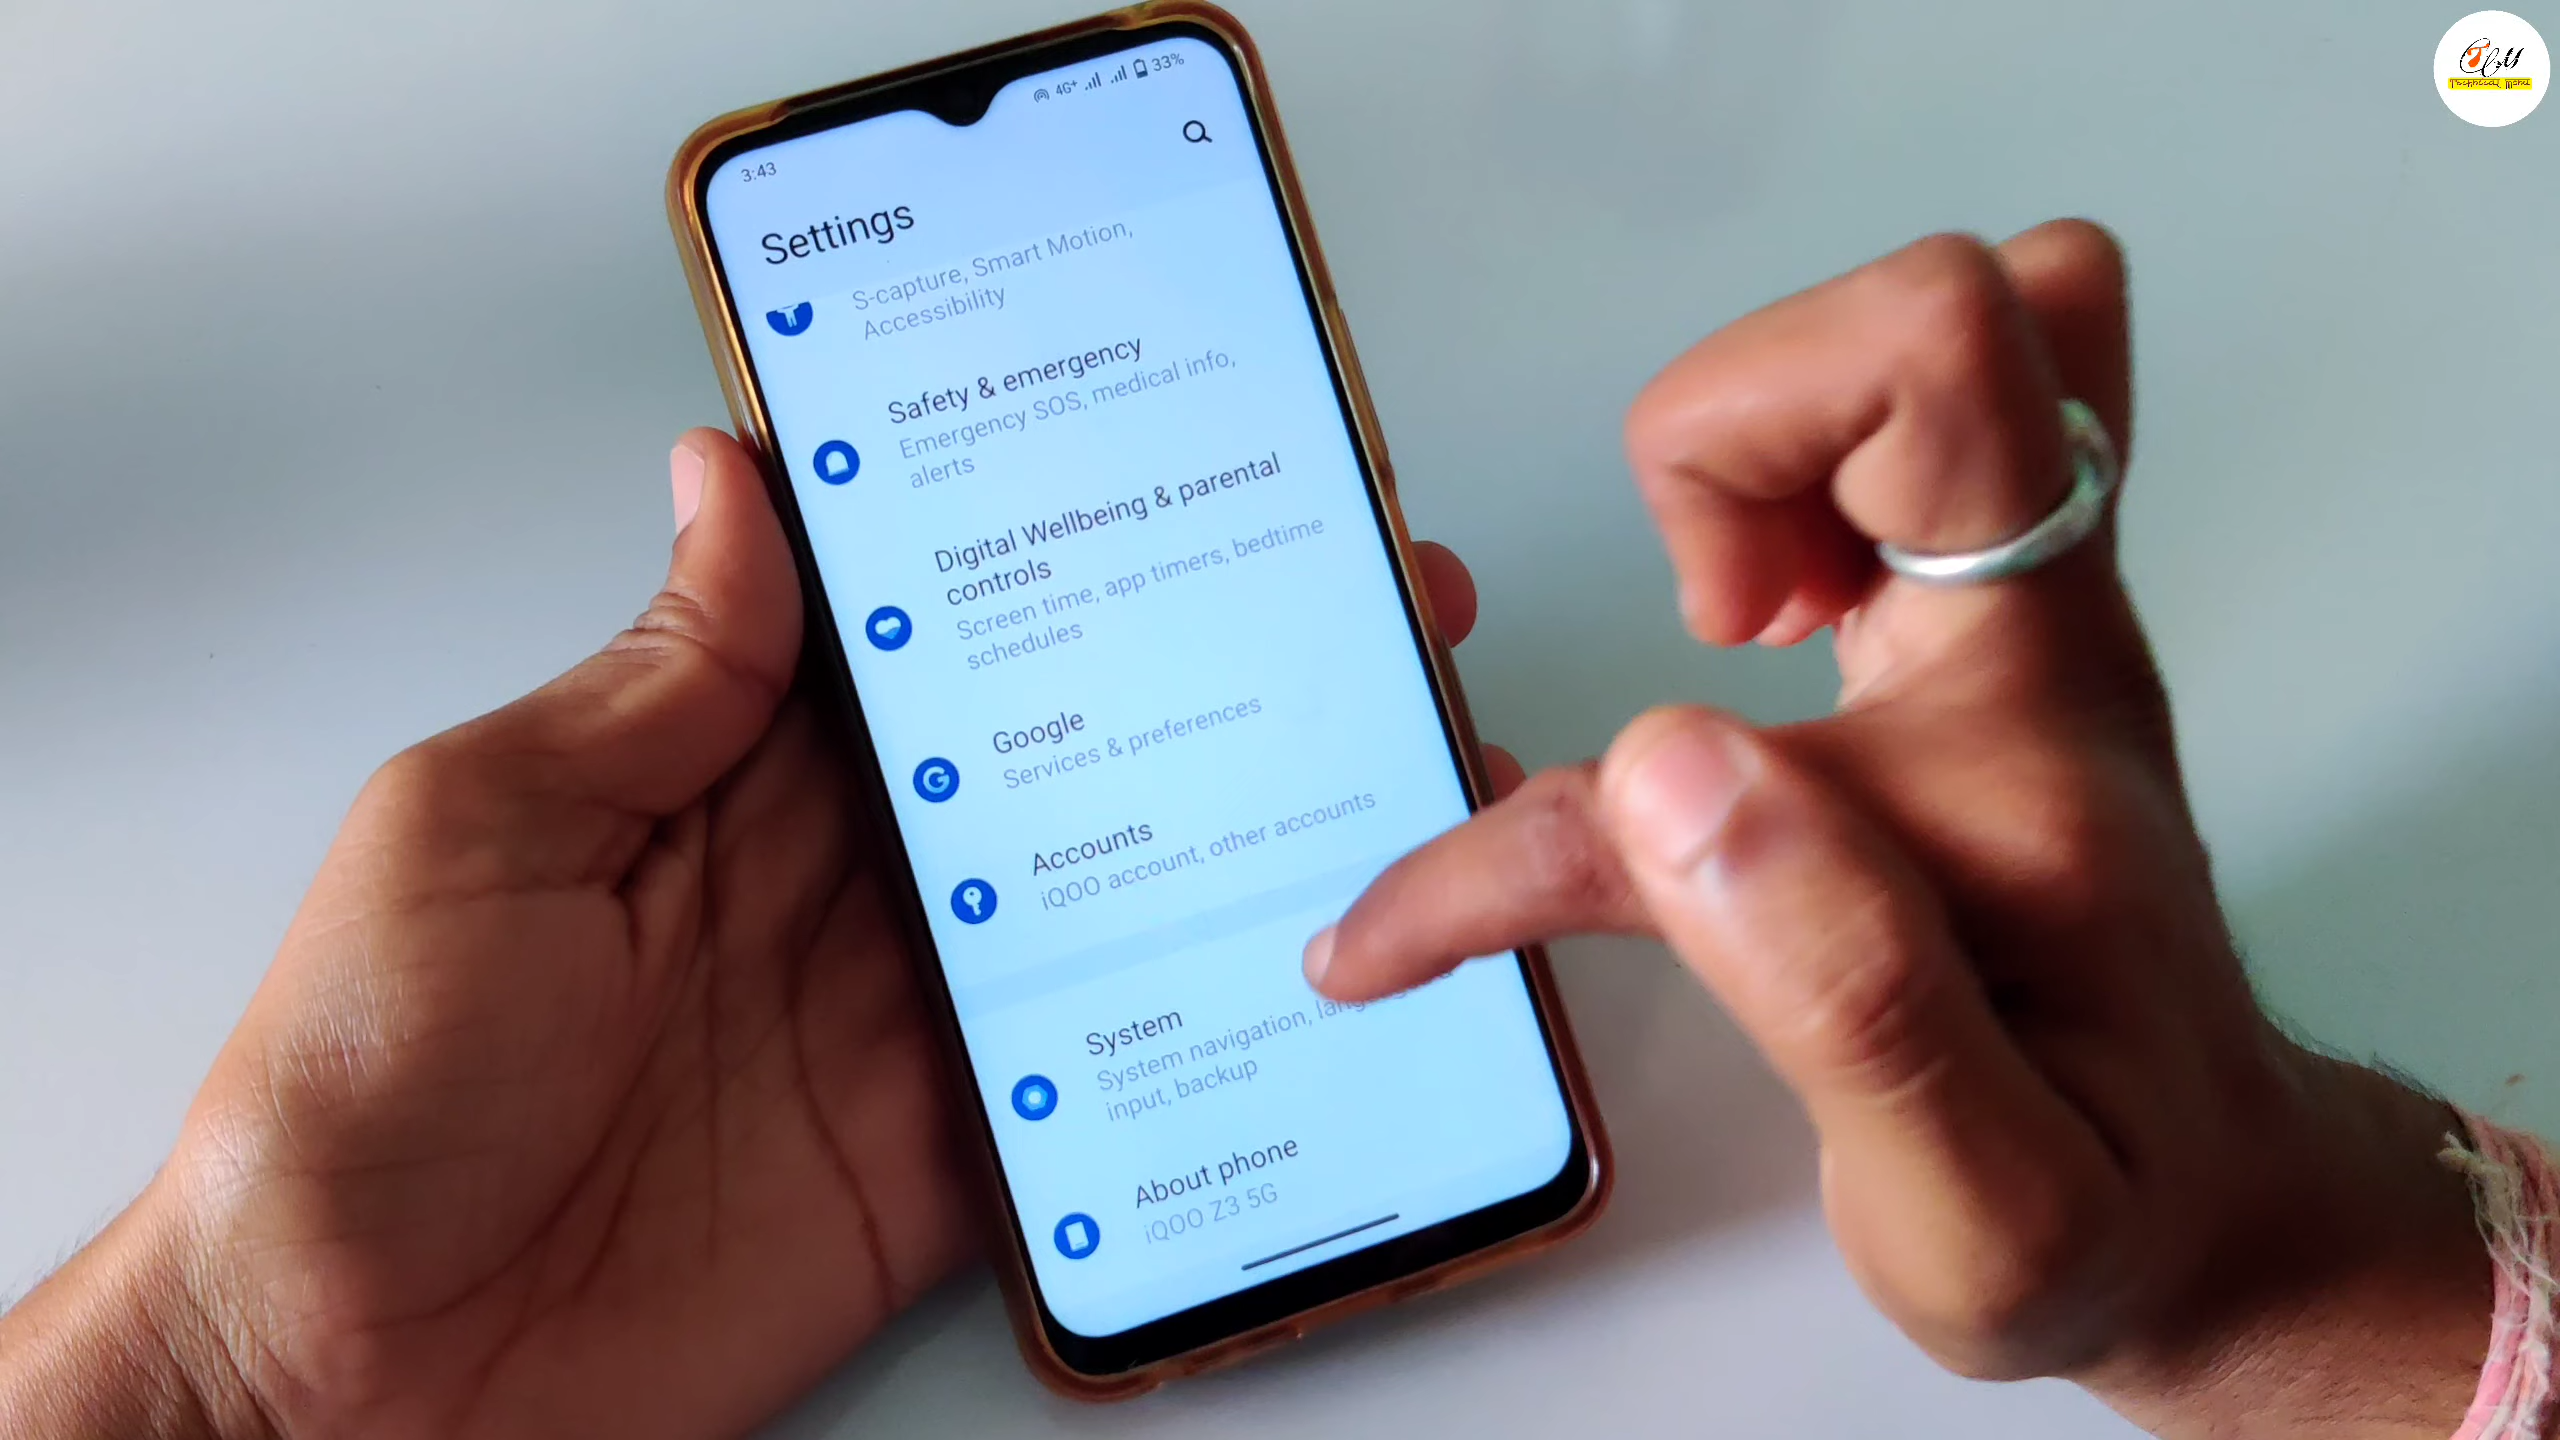 3:43
4G+
33%
Settings
S-capture, Smart Motion,
Accessibility
Safety & emergency
Emergency SOS, medical info,
alerts
Digital Wellbeing & parental
controls
Screen time, app timers, bedtime
schedules
Google
Services & preferences
Accounts
iQOO account, other accounts
System
System navigation,
input, backup
About phone
iQOO Z3 5G